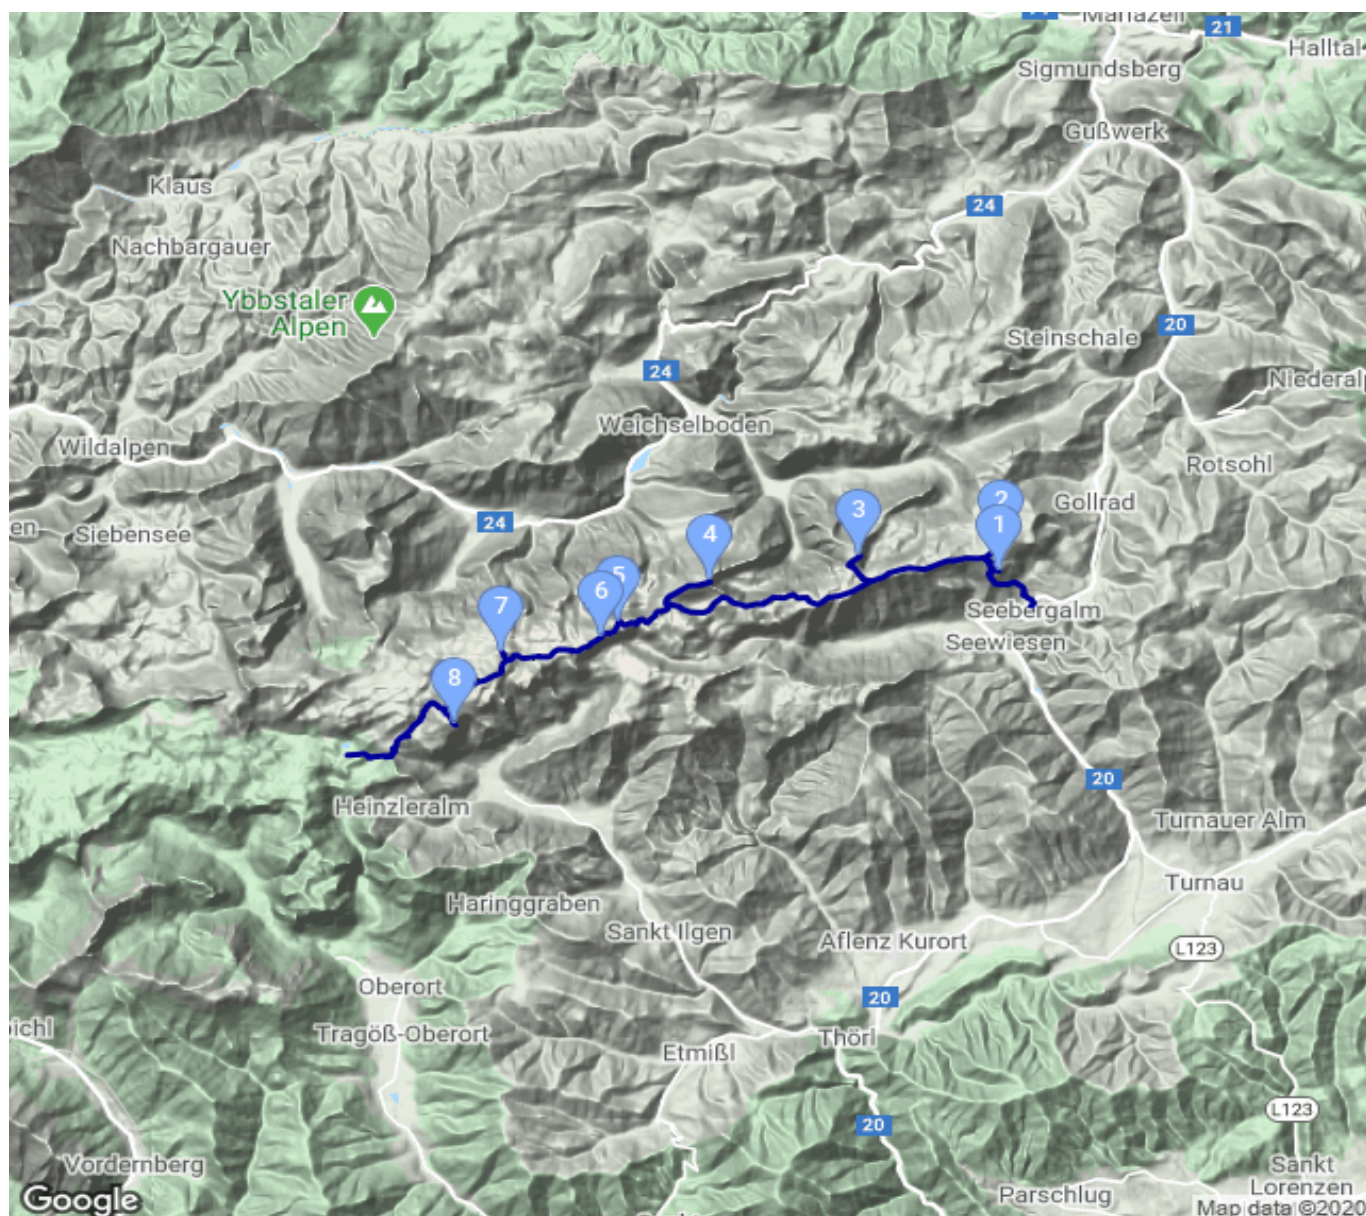 Mariazell
21
Halltal
Sigmundsberg
Gußwerk
Klaus
24
Nachbargauer
Ybbstaler
Alpen
20
Steinschale
24
Weichselboden
Wildalpen
Rotsohl
Gollrad
24
Siebensee
2
3
1
4
5
6
7
Seebergalm
Seewiesen
8
20
Heinzleralm
Turnauer Alm
Turnau
Haringgraben
Sankt Ilgen
Aflenz Kurort
L123
Oberort
20
Tragöß-Oberort
Thörl
Etmißl
L123
20
Vordernberg
Sankt
Lorenzen
Parschlug
Google
Map data ©2020